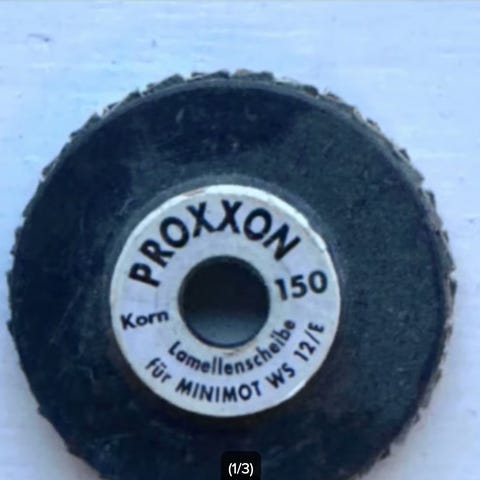 PROXXON
Korn 150
Lamellenscheibe
für MINIMOT WS 12/E
(1/3)